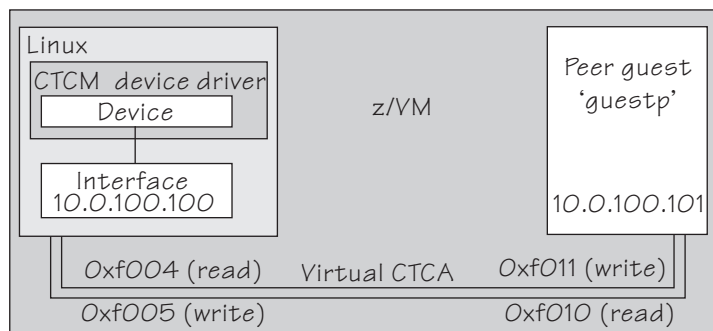 Linux
CTCM device driver
Device
Interface
10.0.100.100
z/VM
Peer guest
‘guestp’
10.0.100.101
0xf004 (read)
Virtual CTCA
0xf011 (write)
0xf005 (write)
0xf010 (read)